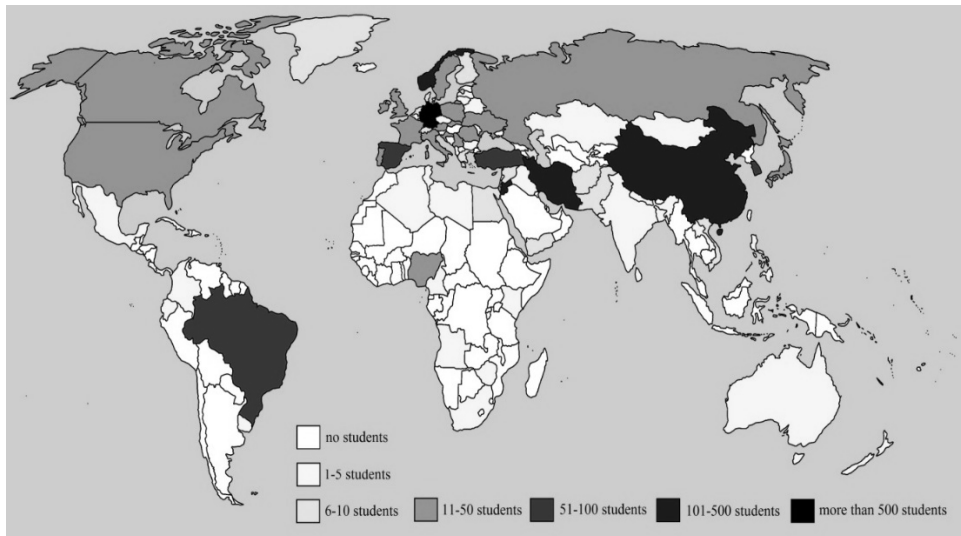 no students
1-5 students
6-10 students
11-50 students
51-100 students
101-500 students
more than 500 students